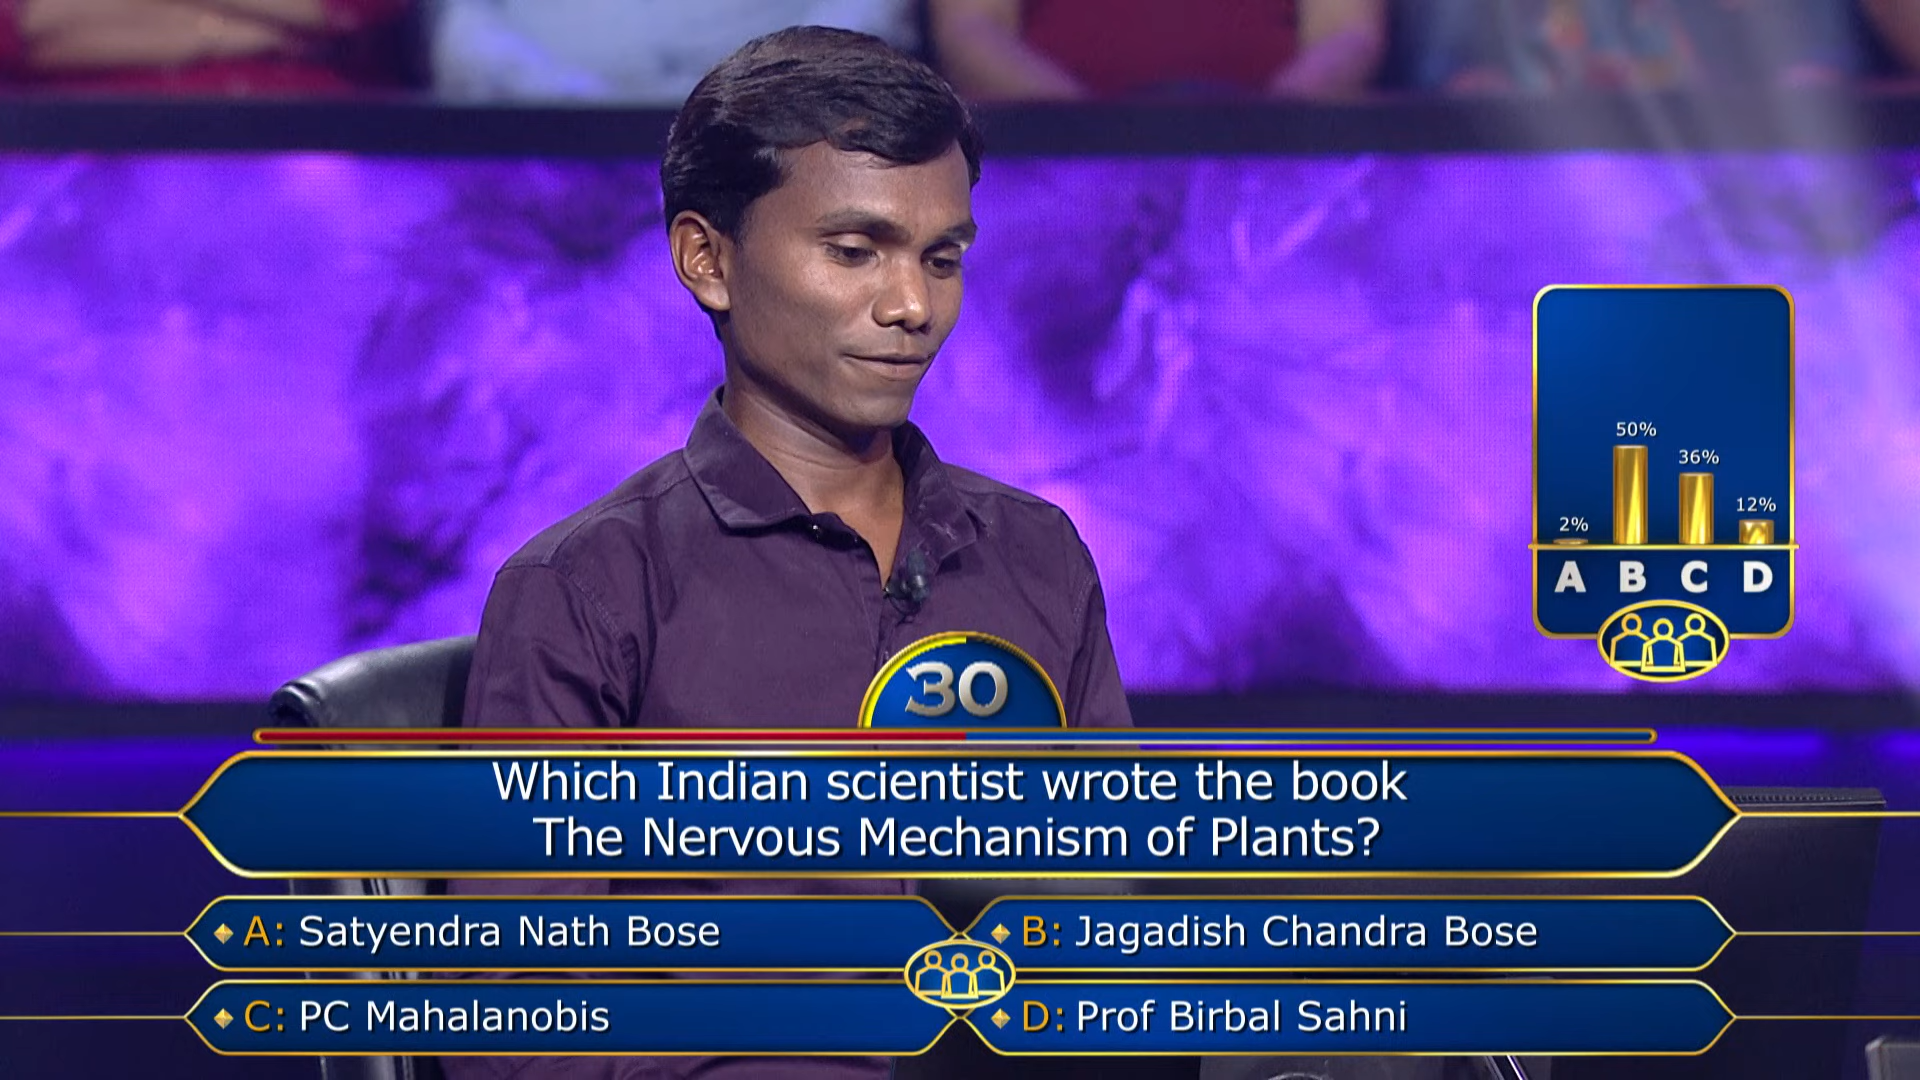 50%
36%
12%
2%
A B C D
30
Which Indian scientist wrote the book
The Nervous Mechanism of Plants?
A: Satyendra Nath Bose
B: Jagadish Chandra Bose
C: PC Mahalanobis
D: Prof Birbal Sahni